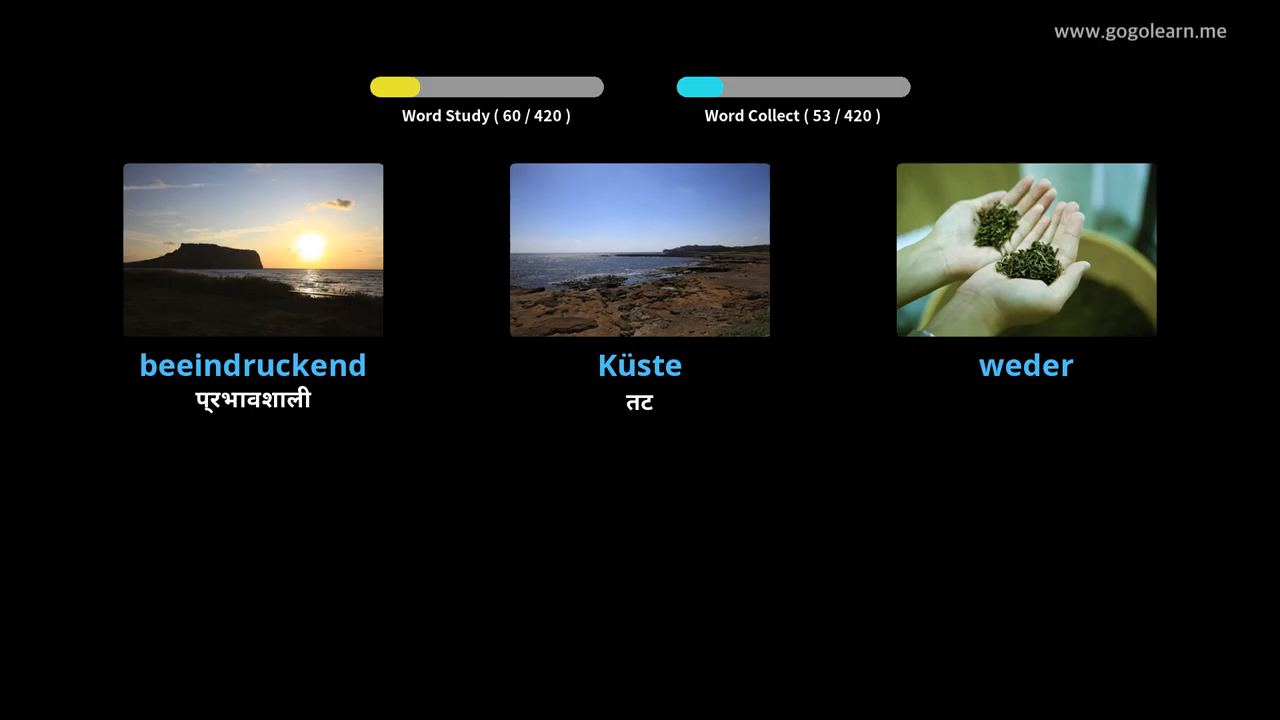 www.gogolearn.me
Word Study ( 60 / 420 )
Word Collect ( 53 / 420 )
beeindruckend
प्रभावशाली
Küste
तट
weder